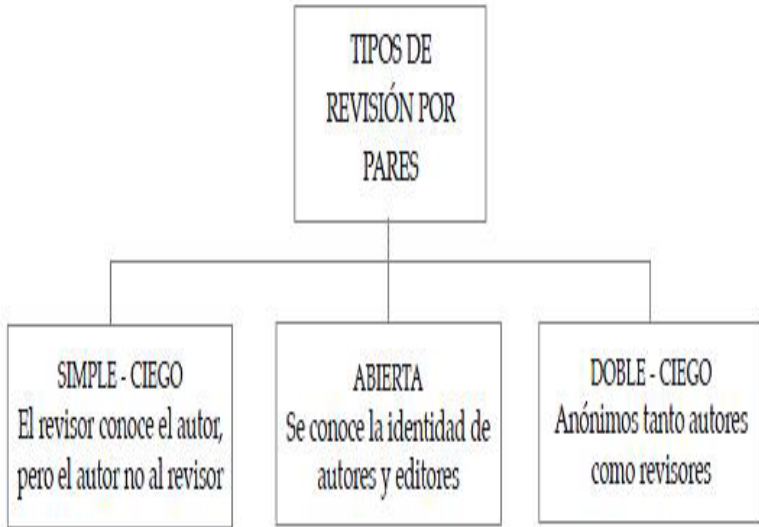 TIPOS DE
REVISIÓN POR
PARES
SIMPLE - CIEGO
El revisor conoce el autor,
pero el autor no al revisor
ABIERTA
Se conoce la identidad de
autores y editores
DOBLE - CIEGO
Anónimos tanto autores
como revisores